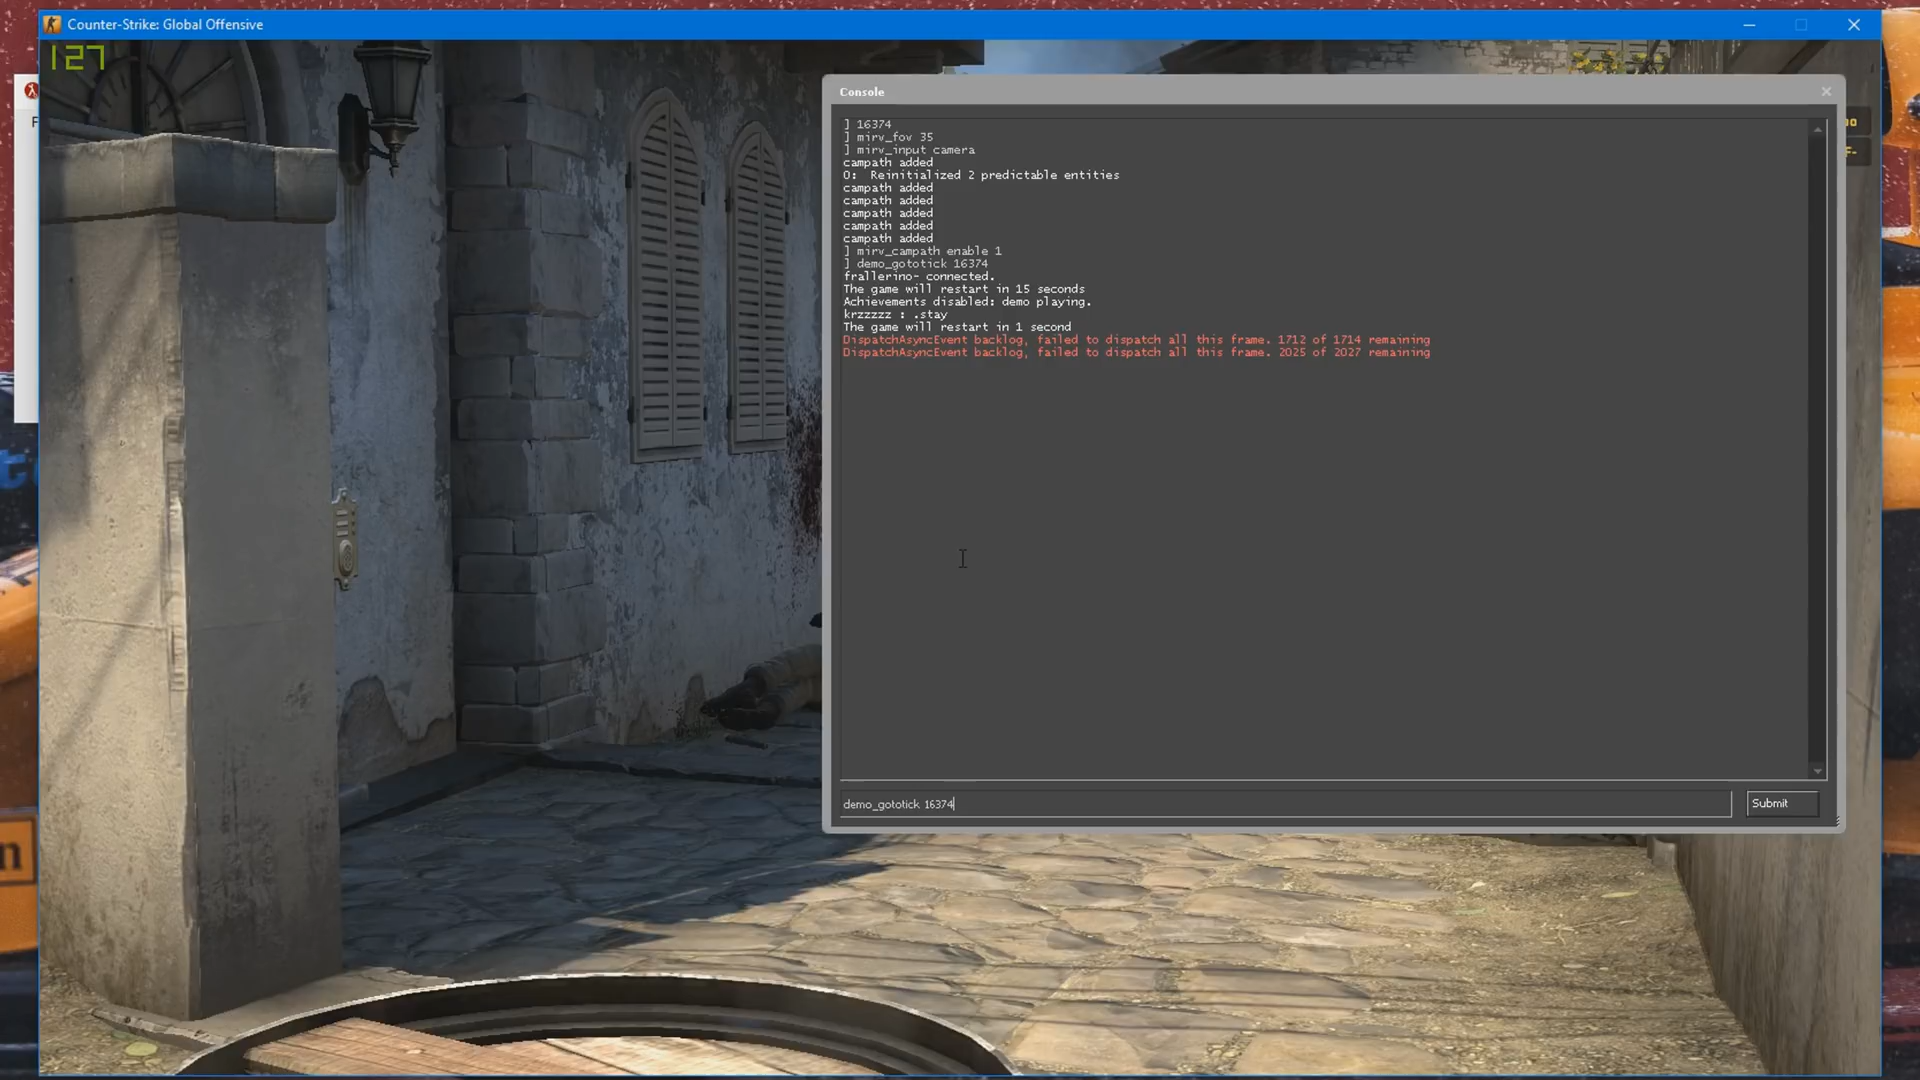 Counter-Strike: Global Offensive
127
F
Console
] 16374
] mirv_fov 35
] mirv_input camera
campath added
0:  Reinitialized 2 predictable entities
campath added
campath added
campath added
campath added
campath added
] mirv_campath enable 1
] demo_gototick 16374
frallerino- connected.
The game will restart in 15 seconds
Achievements disabled: demo playing.
krzzzzz : .stay
The game will restart in 1 second
DispatchAsyncEvent backlog, failed to dispatch all this frame. 1712 of 1714 remaining
DispatchAsyncEvent backlog, failed to dispatch all this frame. 2025 of 2027 remaining
demo_gototick 16374
Submit
n